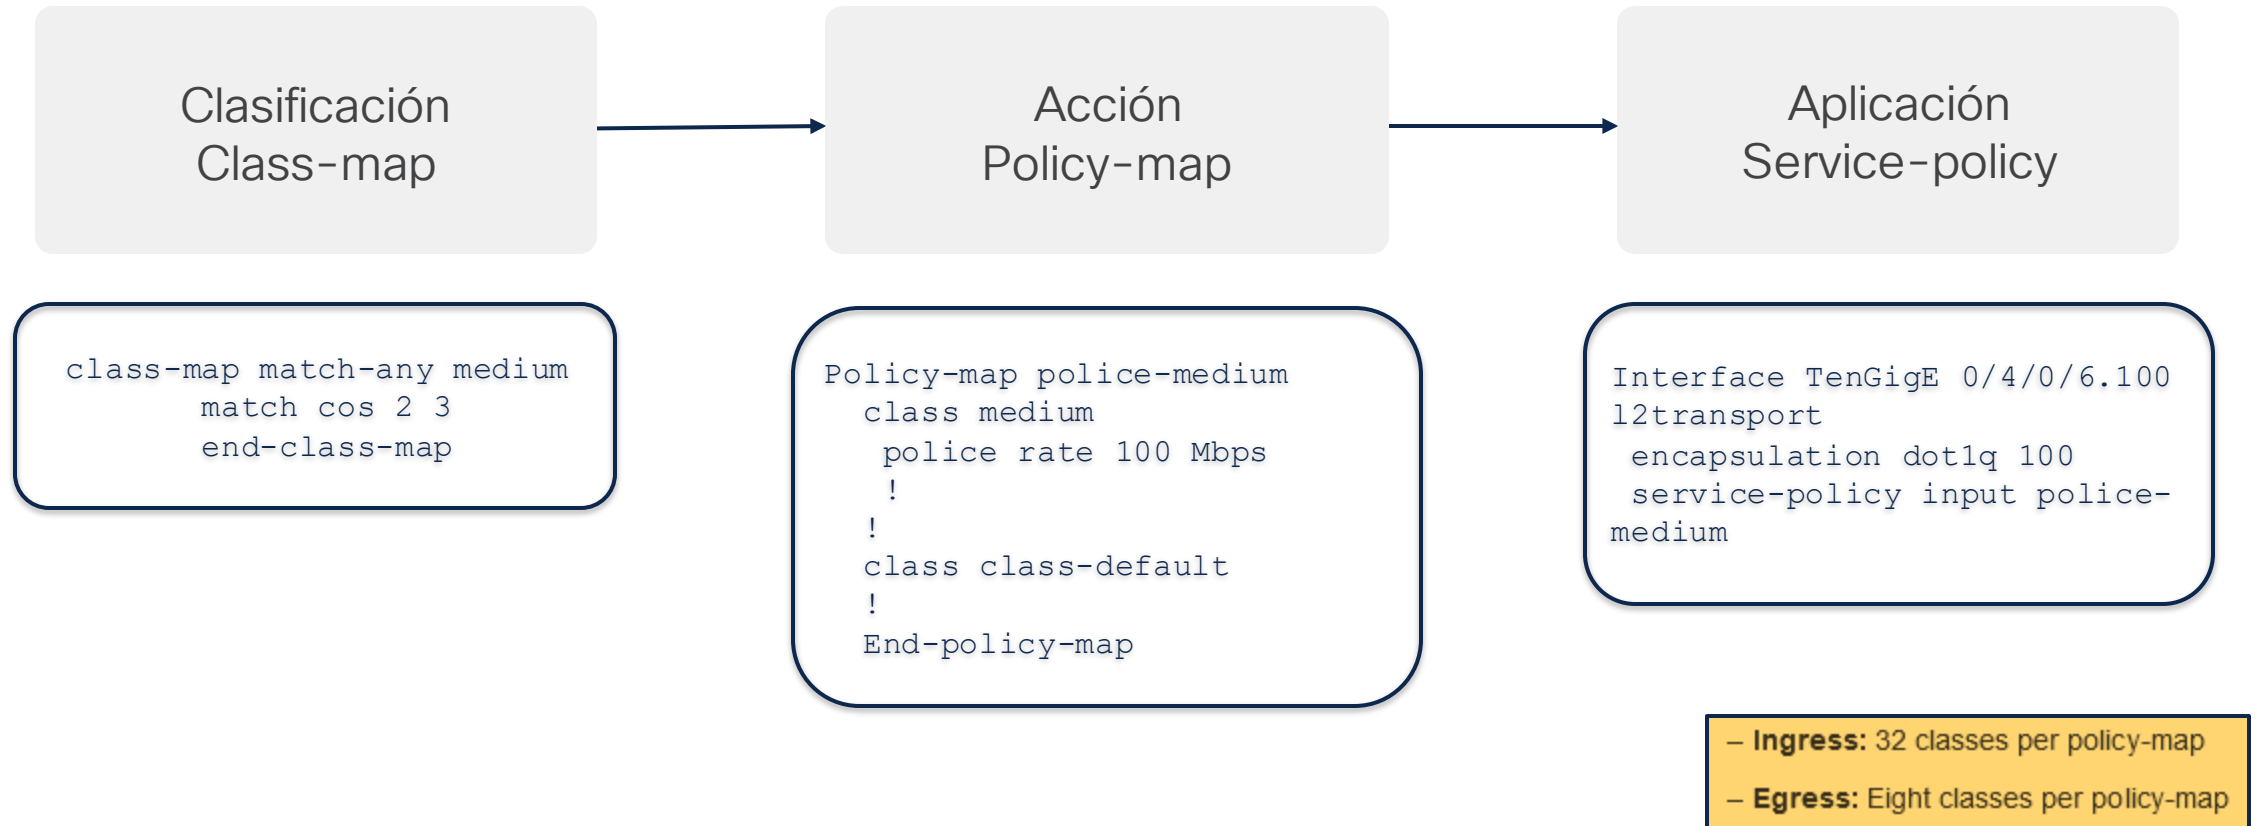 Clasificación
Class-map
Acción
Policy-map
Aplicación
Service-policy
class-map match-any medium
match cos 2 3
end-class-map
Policy-map police-medium
class medium
police rate 100 Mbps
!
!
class class-default
!
End-policy-map
Interface TenGigE 0/4/0/6.100
l2transport
encapsulation dot1q 100
service-policy input police-
medium
– Ingress: 32 classes per policy-map
– Egress: Eight classes per policy-map